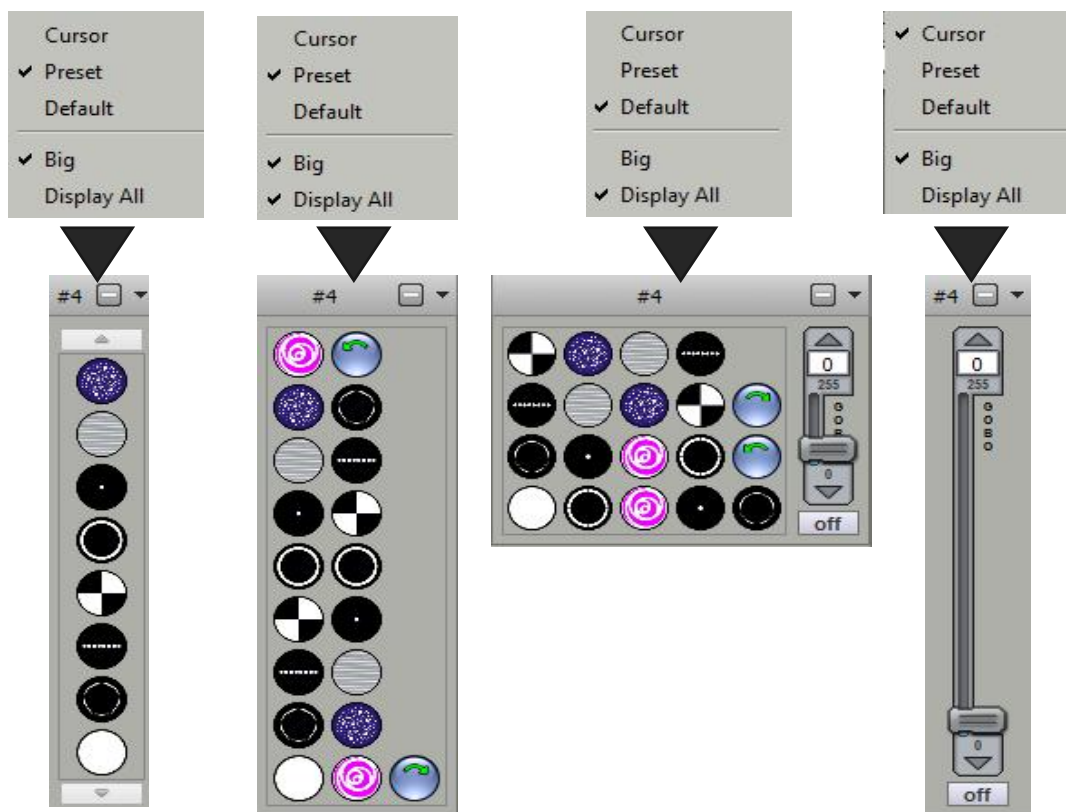 Cursor
Preset
Default
Big
Display All
Cursor
Preset
Default
Big
Display All
Cursor
Preset
Default
Big
Display All
Cursor
Preset
Default
Big
Display All
#4
#4
#4
0
255
GOBO
0
off
#4
0
255
GOBO
0
off